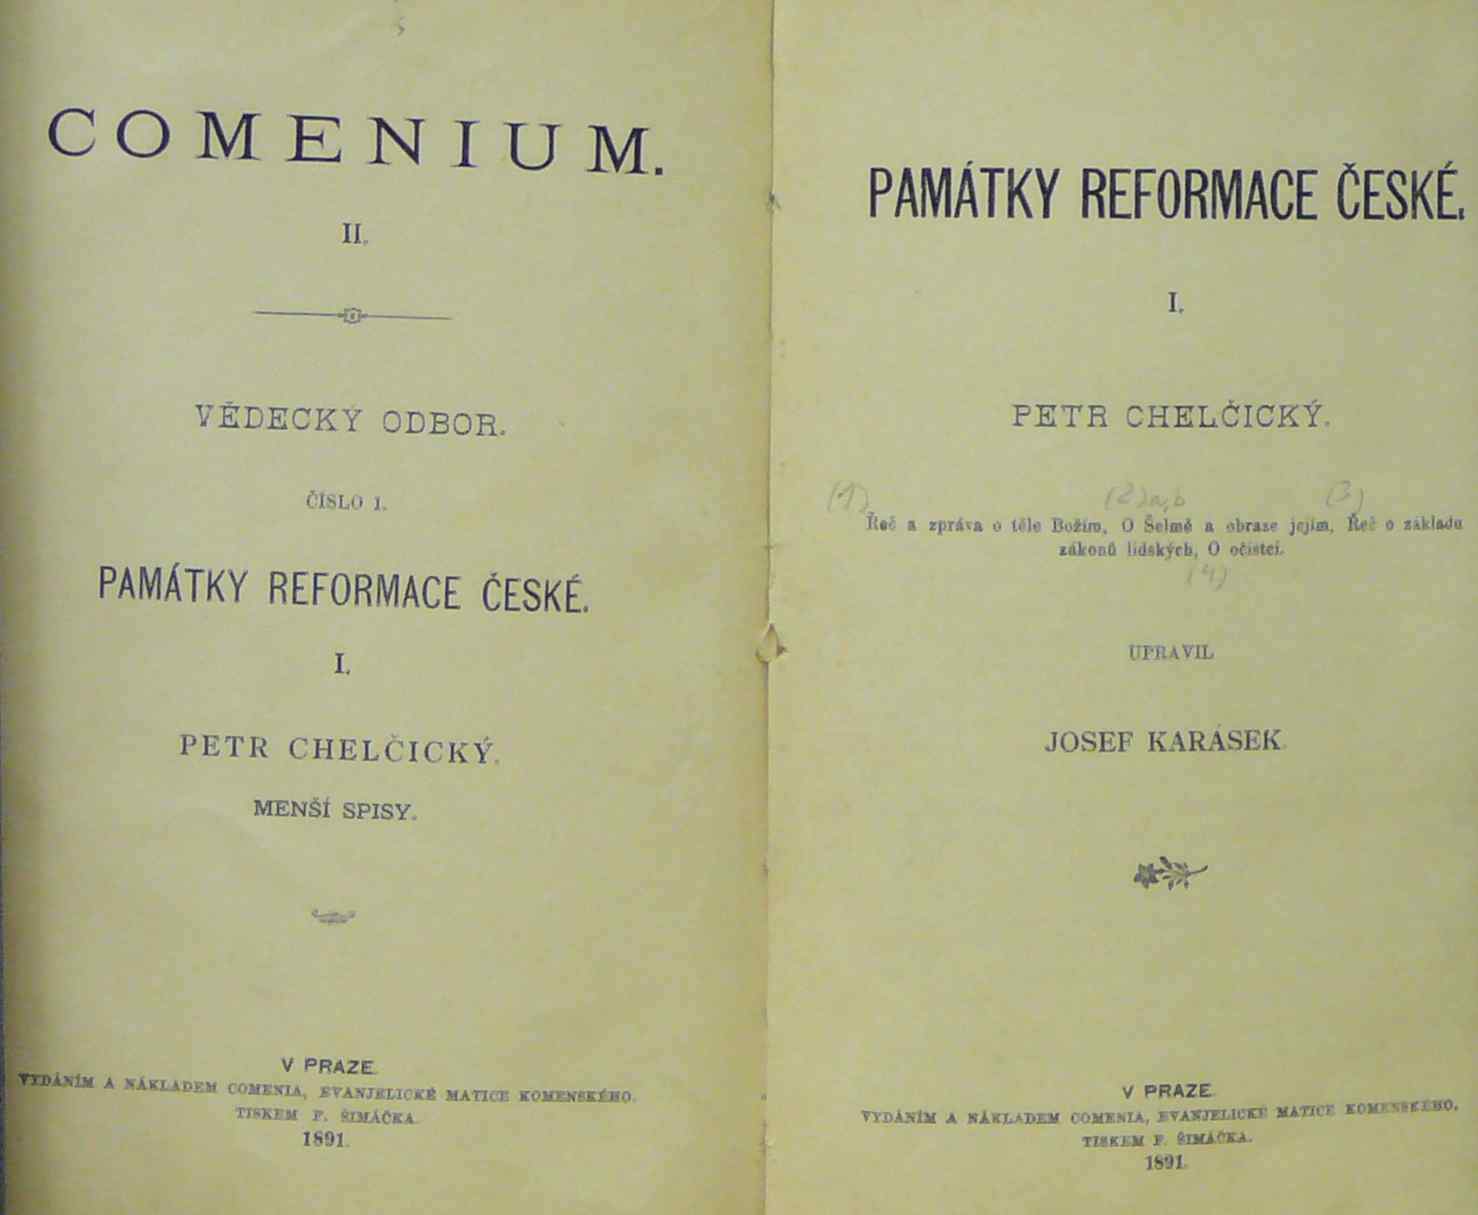 COMENIUM.
II.
VĚDECKÝ ODBOR.
ČÍSLO 1.
PAMÁTKY REFORMACE ČESKÉ.
I.
PETR CHELČICKÝ.
MENŠÍ SPISY.
V PRAZE.
VYDÁNÍM A NÁKLADEM COMENIA, EVANJELICKÉ MATICE KOMENSKÉHO.
TISKEM F. ŠIMÁČKA.
1891.
PAMÁTKY REFORMACE ČESKÉ.
I.
PETR CHELČICKÝ.
(1) (2)a,b (3)
Řeč a zpráva o těle Božím, O Šelmě a obraze jejím, Řeč o základu
zákonů lidských, O očistci.
(4)
UPRAVIL
JOSEF KARÁSEK.
V PRAZE.
VYDÁNÍM A NÁKLADEM COMENIA, EVANJELICKÉ MATICE KOMENSKÉHO.
TISKEM F. ŠIMÁČKA.
1891.